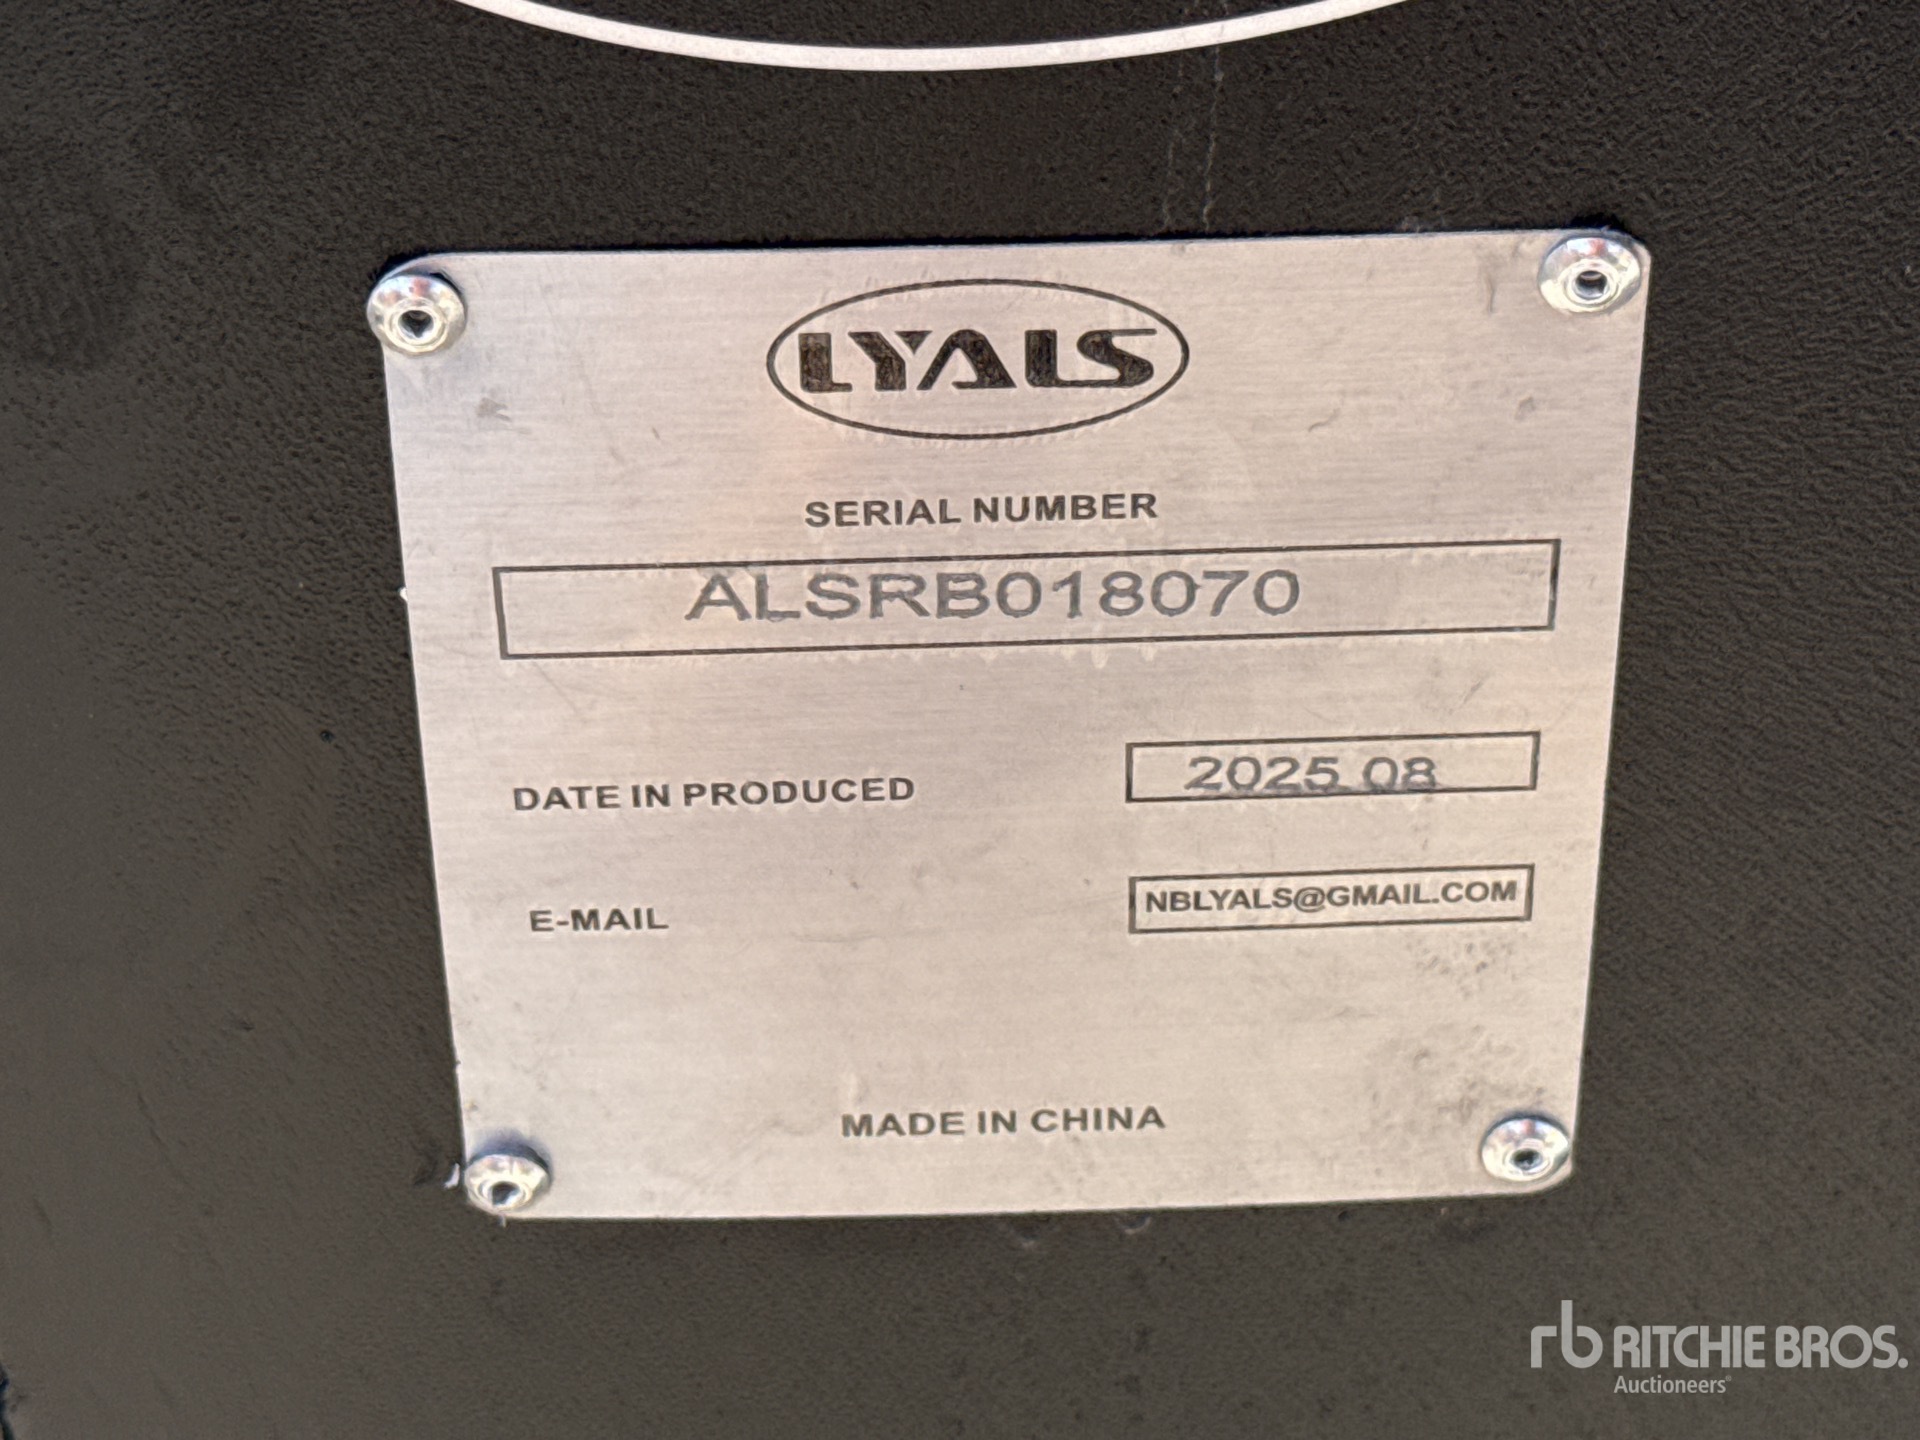 LYALS
SERIAL NUMBER
ALSRB018070
DATE IN PRODUCED 2025.08
E-MAIL NBLYALS@GMAIL.COM
MADE IN CHINA
rb RITCHIE BROS.
Auctioneers